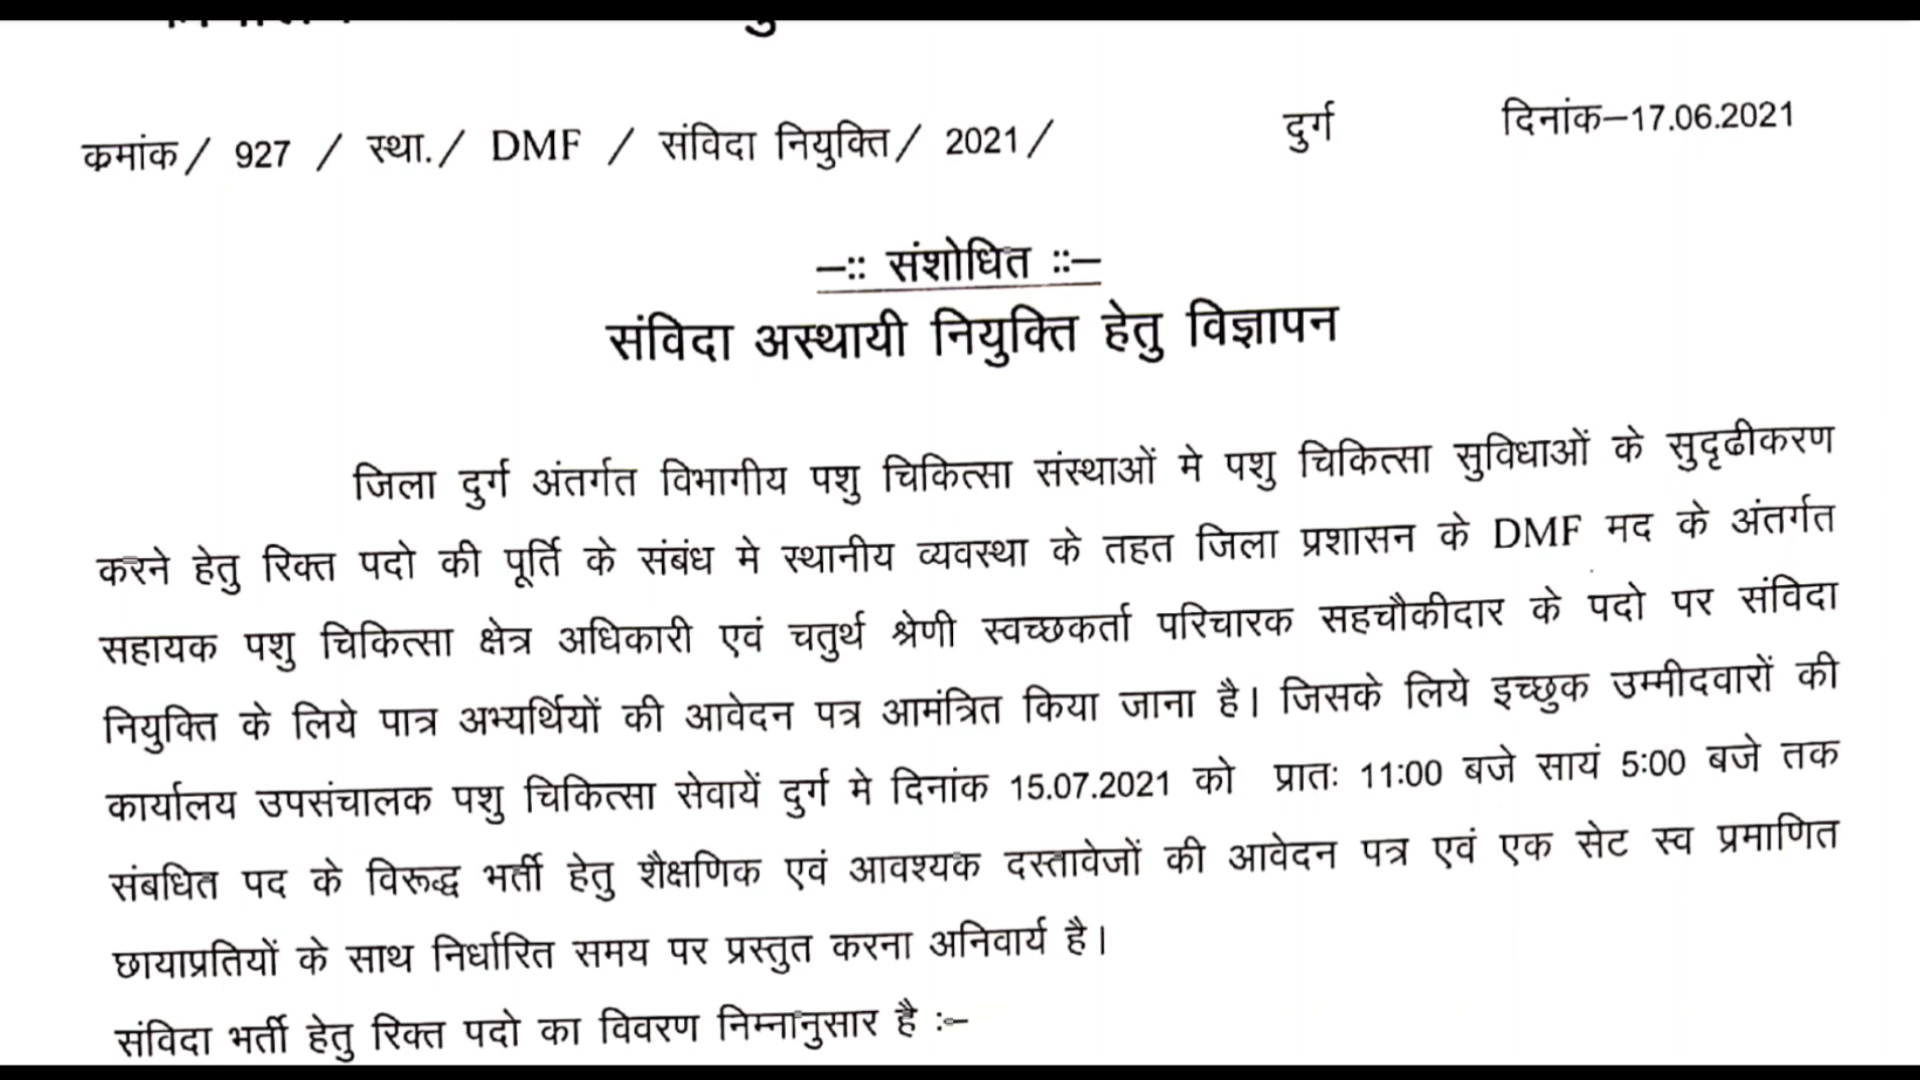 क्रमांक/ 927 / स्था./ DMF / संविदा नियुक्ति/ 2021/ दुर्ग दिनांक–17.06.2021
–:: संशोधित ::–
संविदा अस्थायी नियुक्ति हेतु विज्ञापन
जिला दुर्ग अंतर्गत विभागीय पशु चिकित्सा संस्थाओं मे पशु चिकित्सा सुविधाओं के सुदृढीकरण
करने हेतु रिक्त पदो की पूर्ति के संबंध मे स्थानीय व्यवस्था के तहत जिला प्रशासन के DMF मद के अंतर्गत
सहायक पशु चिकित्सा क्षेत्र अधिकारी एवं चतुर्थ श्रेणी स्वच्छकर्ता परिचारक सहचौकीदार के पदो पर संविदा
नियुक्ति के लिये पात्र अभ्यर्थियों की आवेदन पत्र आमंत्रित किया जाना है। जिसके लिये इच्छुक उम्मीदवारों की
कार्यालय उपसंचालक पशु चिकित्सा सेवायें दुर्ग मे दिनांक 15.07.2021 को प्रातः 11:00 बजे सायं 5:00 बजे तक
संबधित पद के विरूद्ध भर्ती हेतु शैक्षणिक एवं आवश्यक दस्तावेजों की आवेदन पत्र एवं एक सेट स्व प्रमाणित
छायाप्रतियों के साथ निर्धारित समय पर प्रस्तुत करना अनिवार्य है।
संविदा भर्ती हेतु रिक्त पदो का विवरण निम्नानुसार है :–